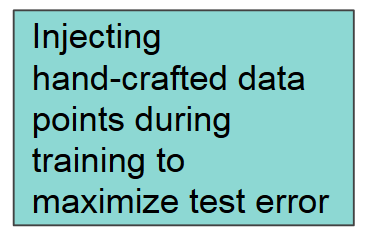 Injecting
hand-crafted data
points during
training to
maximize test error